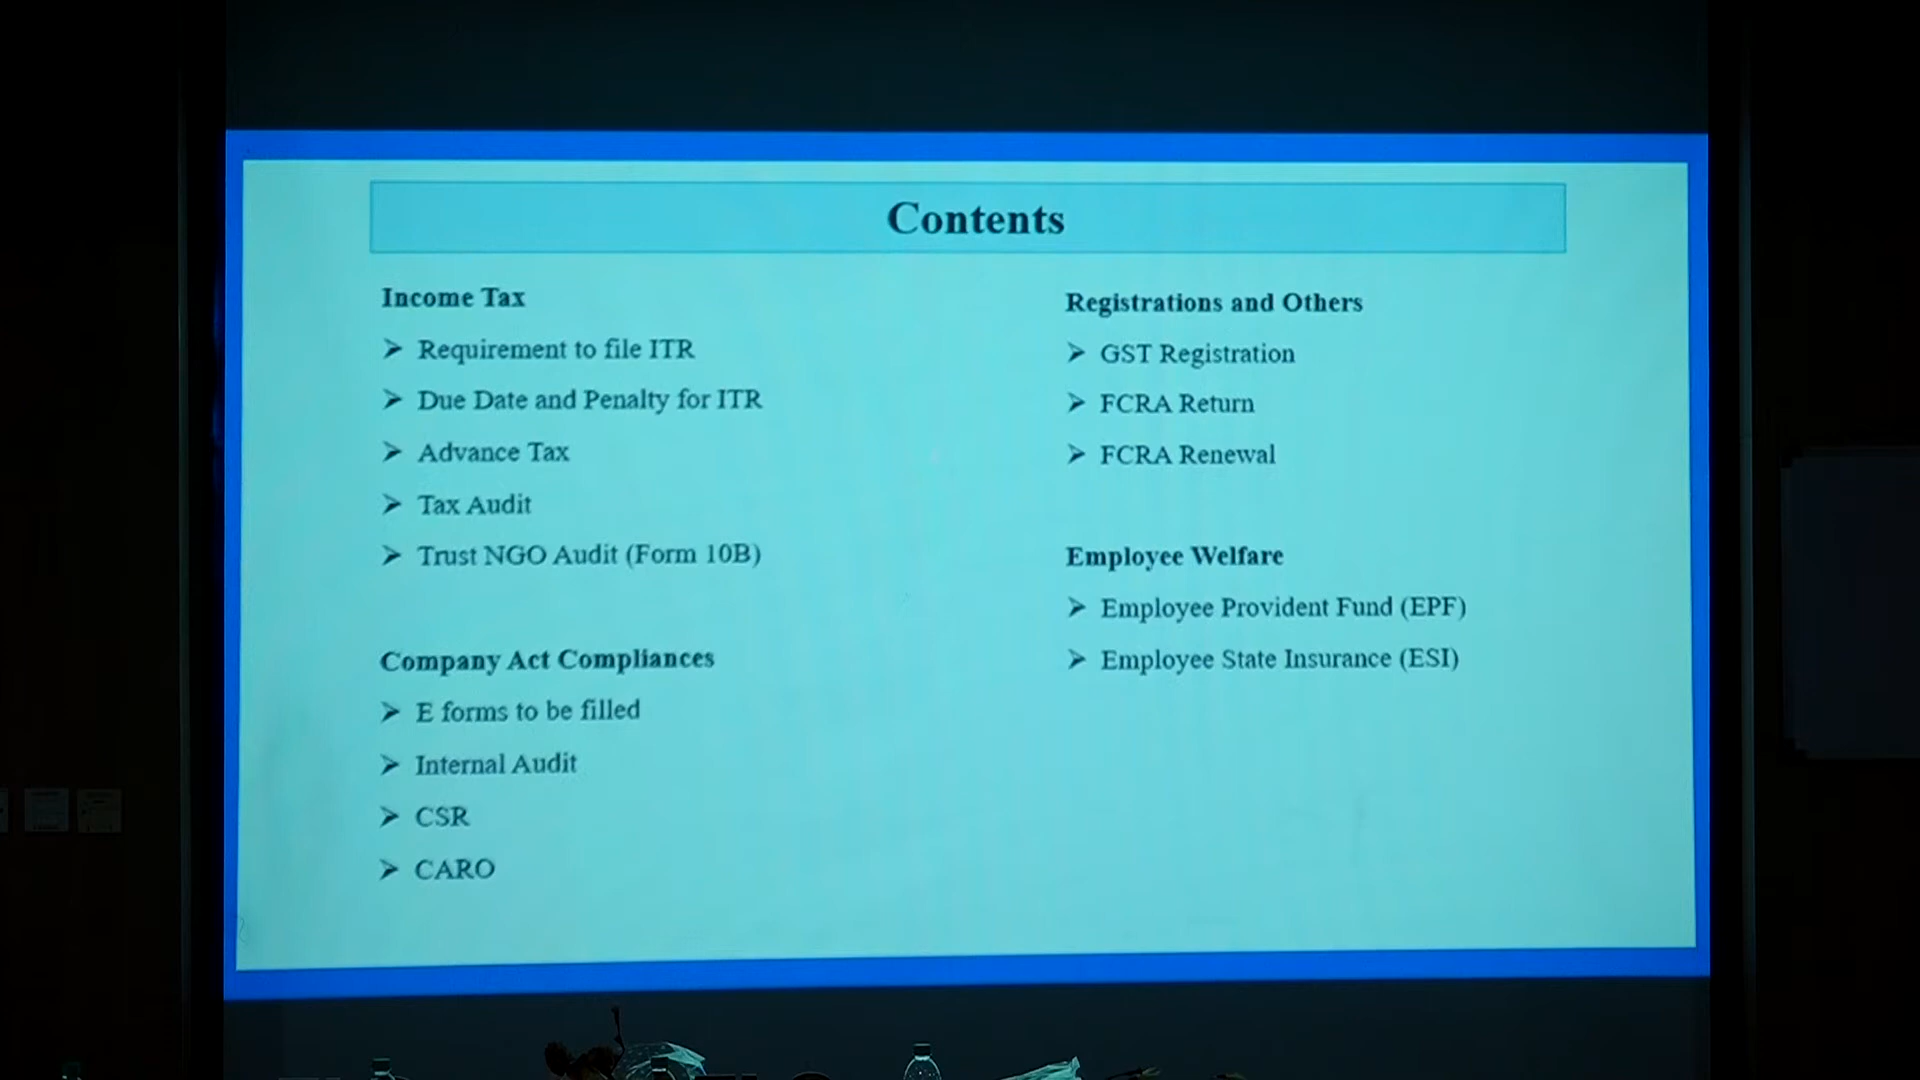 Contents
Income Tax
➤ Requirement to file ITR
➤ Due Date and Penalty for ITR
➤ Advance Tax
➤ Tax Audit
➤ Trust NGO Audit (Form 10B)
Company Act Compliances
➤ E forms to be filled
➤ Internal Audit
➤ CSR
➤ CARO
Registrations and Others
➤ GST Registration
➤ FCRA Return
➤ FCRA Renewal
Employee Welfare
➤ Employee Provident Fund (EPF)
➤ Employee State Insurance (ESI)